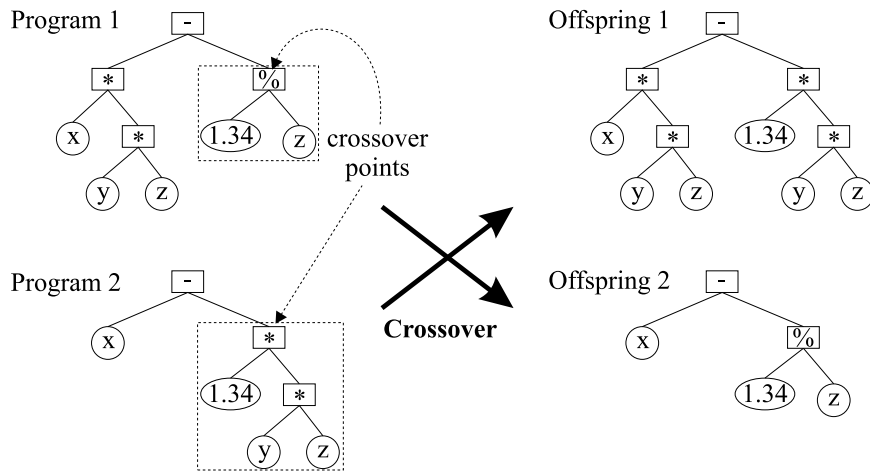 Program 1
-
*
%
x
*
1.34
z
y
z
crossover
points
Offspring 1
-
*
*
x
*
1.34
*
y
z
y
z
Program 2
-
x
*
1.34
*
y
z
Crossover
Offspring 2
-
x
%
1.34
z